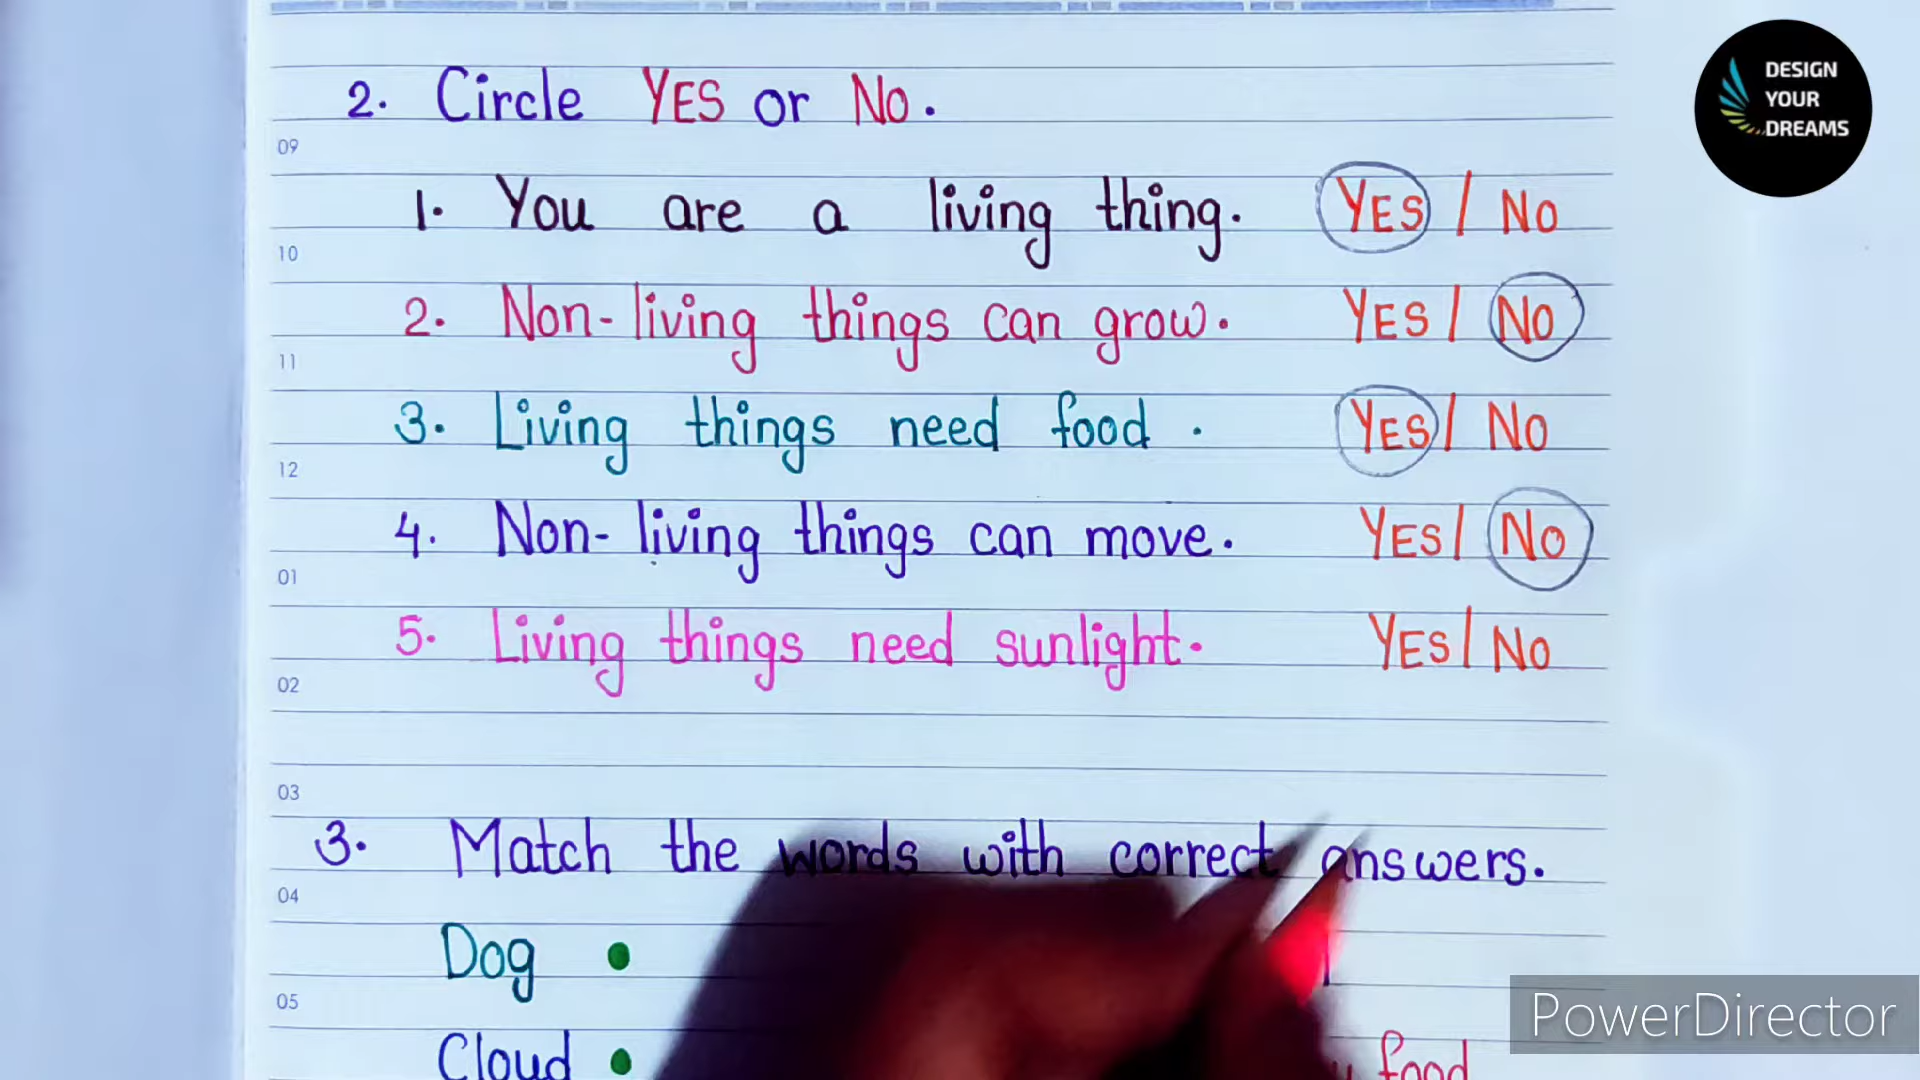 DESIGN
YOUR
DREAMS
2. Circle YES or No.
09
1. You are a living thing. YES / No
10
2. Non-living things can grow. YES / No
11
3. Living things need food. YES / No
12
4. Non-living things can move. YES / No
01
5. Living things need sunlight. YES / No
02
03
3. Match the words with correct answers.
04
Dog
05
Cloud food
PowerDirector